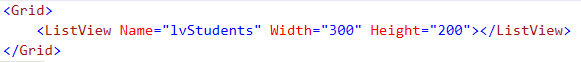 <Grid>
    <ListView Name="lvStudents" Width="300" Height="200"></ListView>
</Grid>